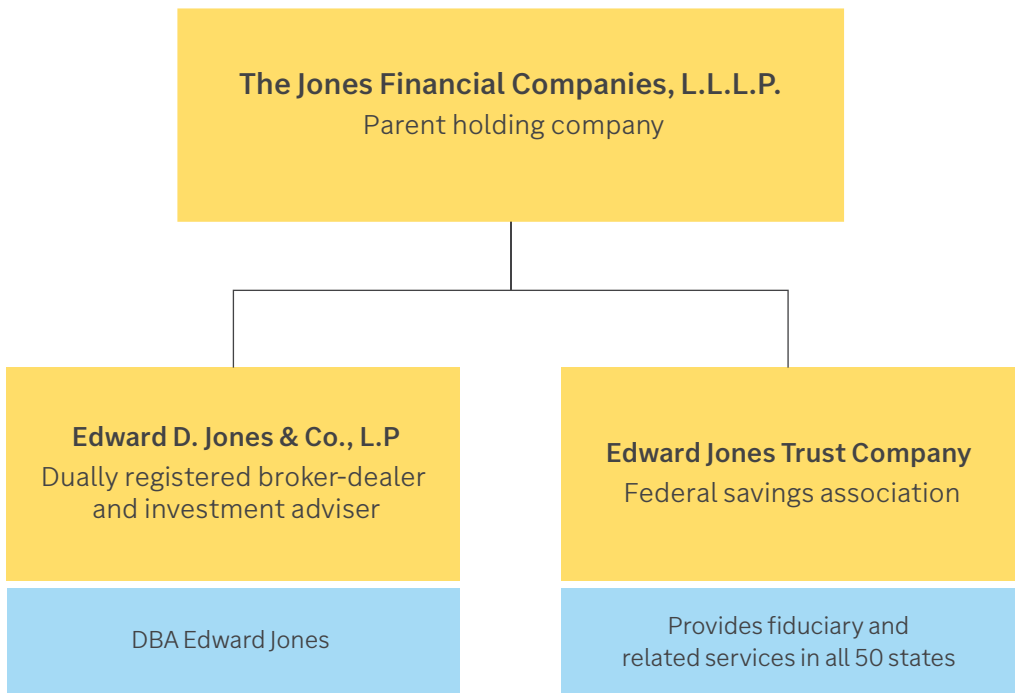 The Jones Financial Companies, L.L.L.P.
Parent holding company
Edward D. Jones & Co., L.P
Dually registered broker-dealer
and investment adviser
DBA Edward Jones
Edward Jones Trust Company
Federal savings association
Provides fiduciary and
related services in all 50 states